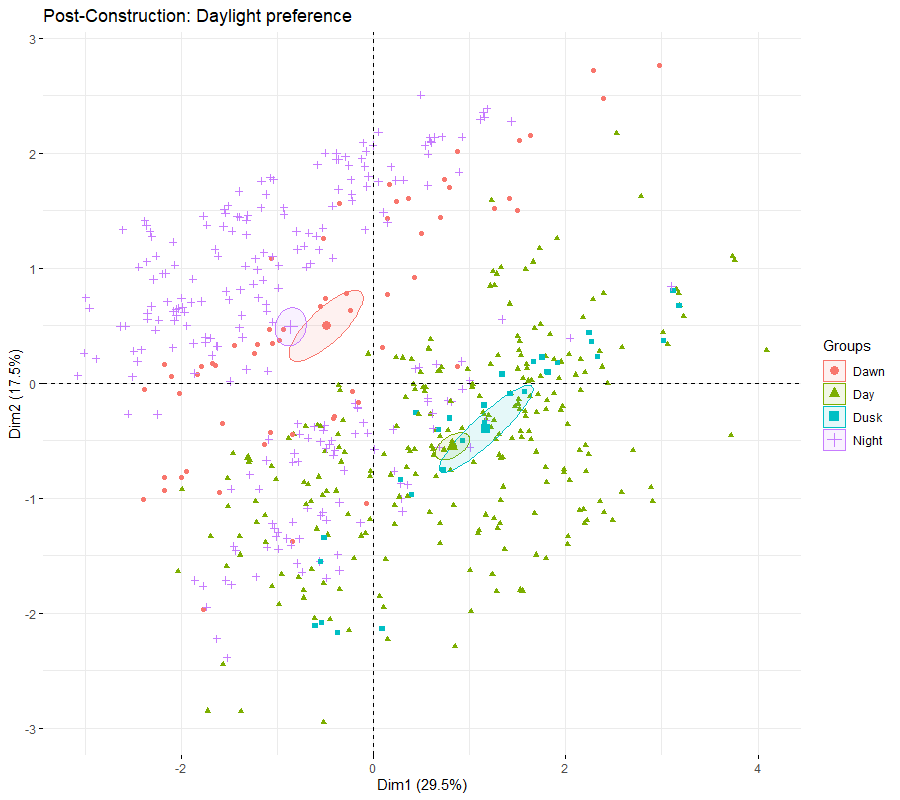 Post-Construction: Daylight preference
3
2
1
0
-1
-2
-3
Dim2 (17.5%)
-2
0
2
4
Dim1 (29.5%)
Groups
Dawn
Day
Dusk
Night